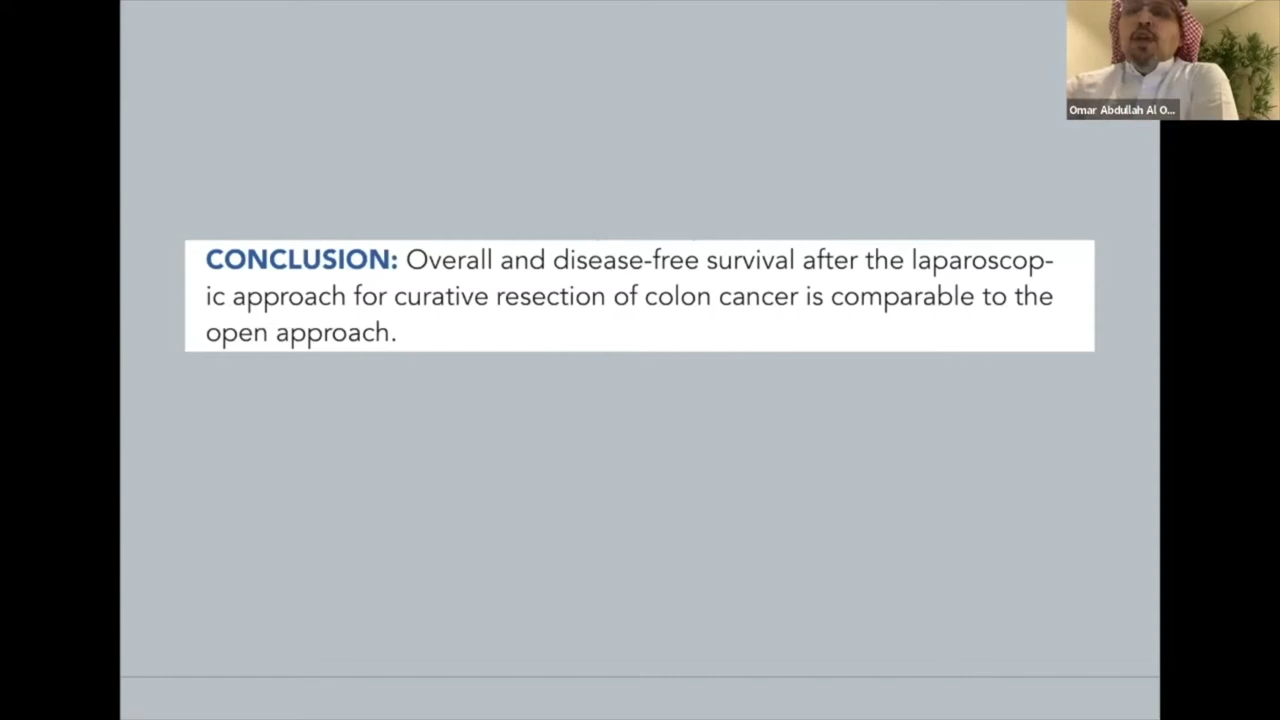 Omar Abdullah Al O...
CONCLUSION: Overall and disease-free survival after the laparoscop-
ic approach for curative resection of colon cancer is comparable to the
open approach.